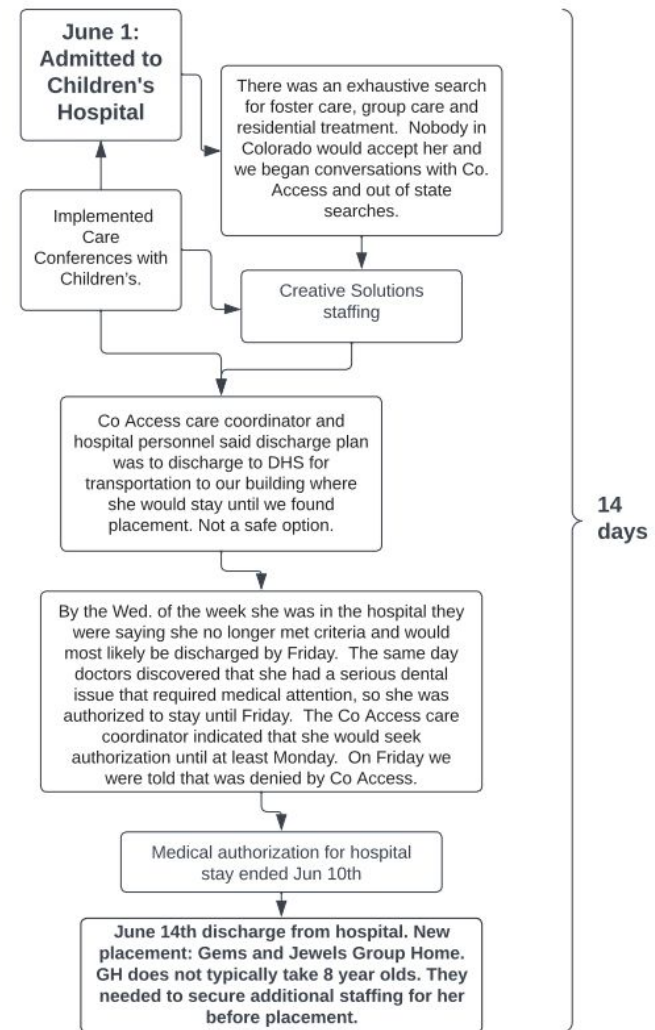 June 1:
Admitted to
Children's
Hospital
There was an exhaustive search
for foster care, group care and
residential treatment. Nobody in
Colorado would accept her and
we began conversations with Co.
Access and out of state
searches.
Implemented
Care
Conferences with
Children's.
Creative Solutions
staffing
Co Access care coordinator and
hospital personnel said discharge plan
was to discharge to DHS for
transportation to our building where
she would stay until we found
placement. Not a safe option.
14
days
By the Wed. of the week she was in the hospital they
were saying she no longer met criteria and would
most likely be discharged by Friday. The same day
doctors discovered that she had a serious dental
issue that required medical attention, so she was
authorized to stay until Friday. The Co Access care
coordinator indicated that she would seek
authorization until at least Monday. On Friday we
were told that was denied by Co Access.
Medical authorization for hospital
stay ended Jun 10th
June 14th discharge from hospital. New
placement: Gems and Jewels Group Home.
GH does not typically take 8 year olds. They
needed to secure additional staffing for her
before placement.